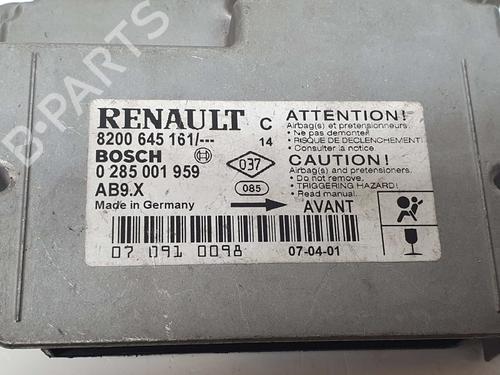 RENAULT C
8200 645 161/--- 14
BOSCH
0 285 001 959
AB9.X
Made in Germany
037
085
AVANT
ATTENTION!
Airbag(s) et pretensionneurs.
Ne pas demonter.
RISQUE DE DECLENCHEMENT
Consulter la notice.
CAUTION!
Airbag(s) and pretensioners.
Do not remove.
TRIGGERING HAZARD!
Read manual.
07 091 0098
07-04-01
B-PARTS